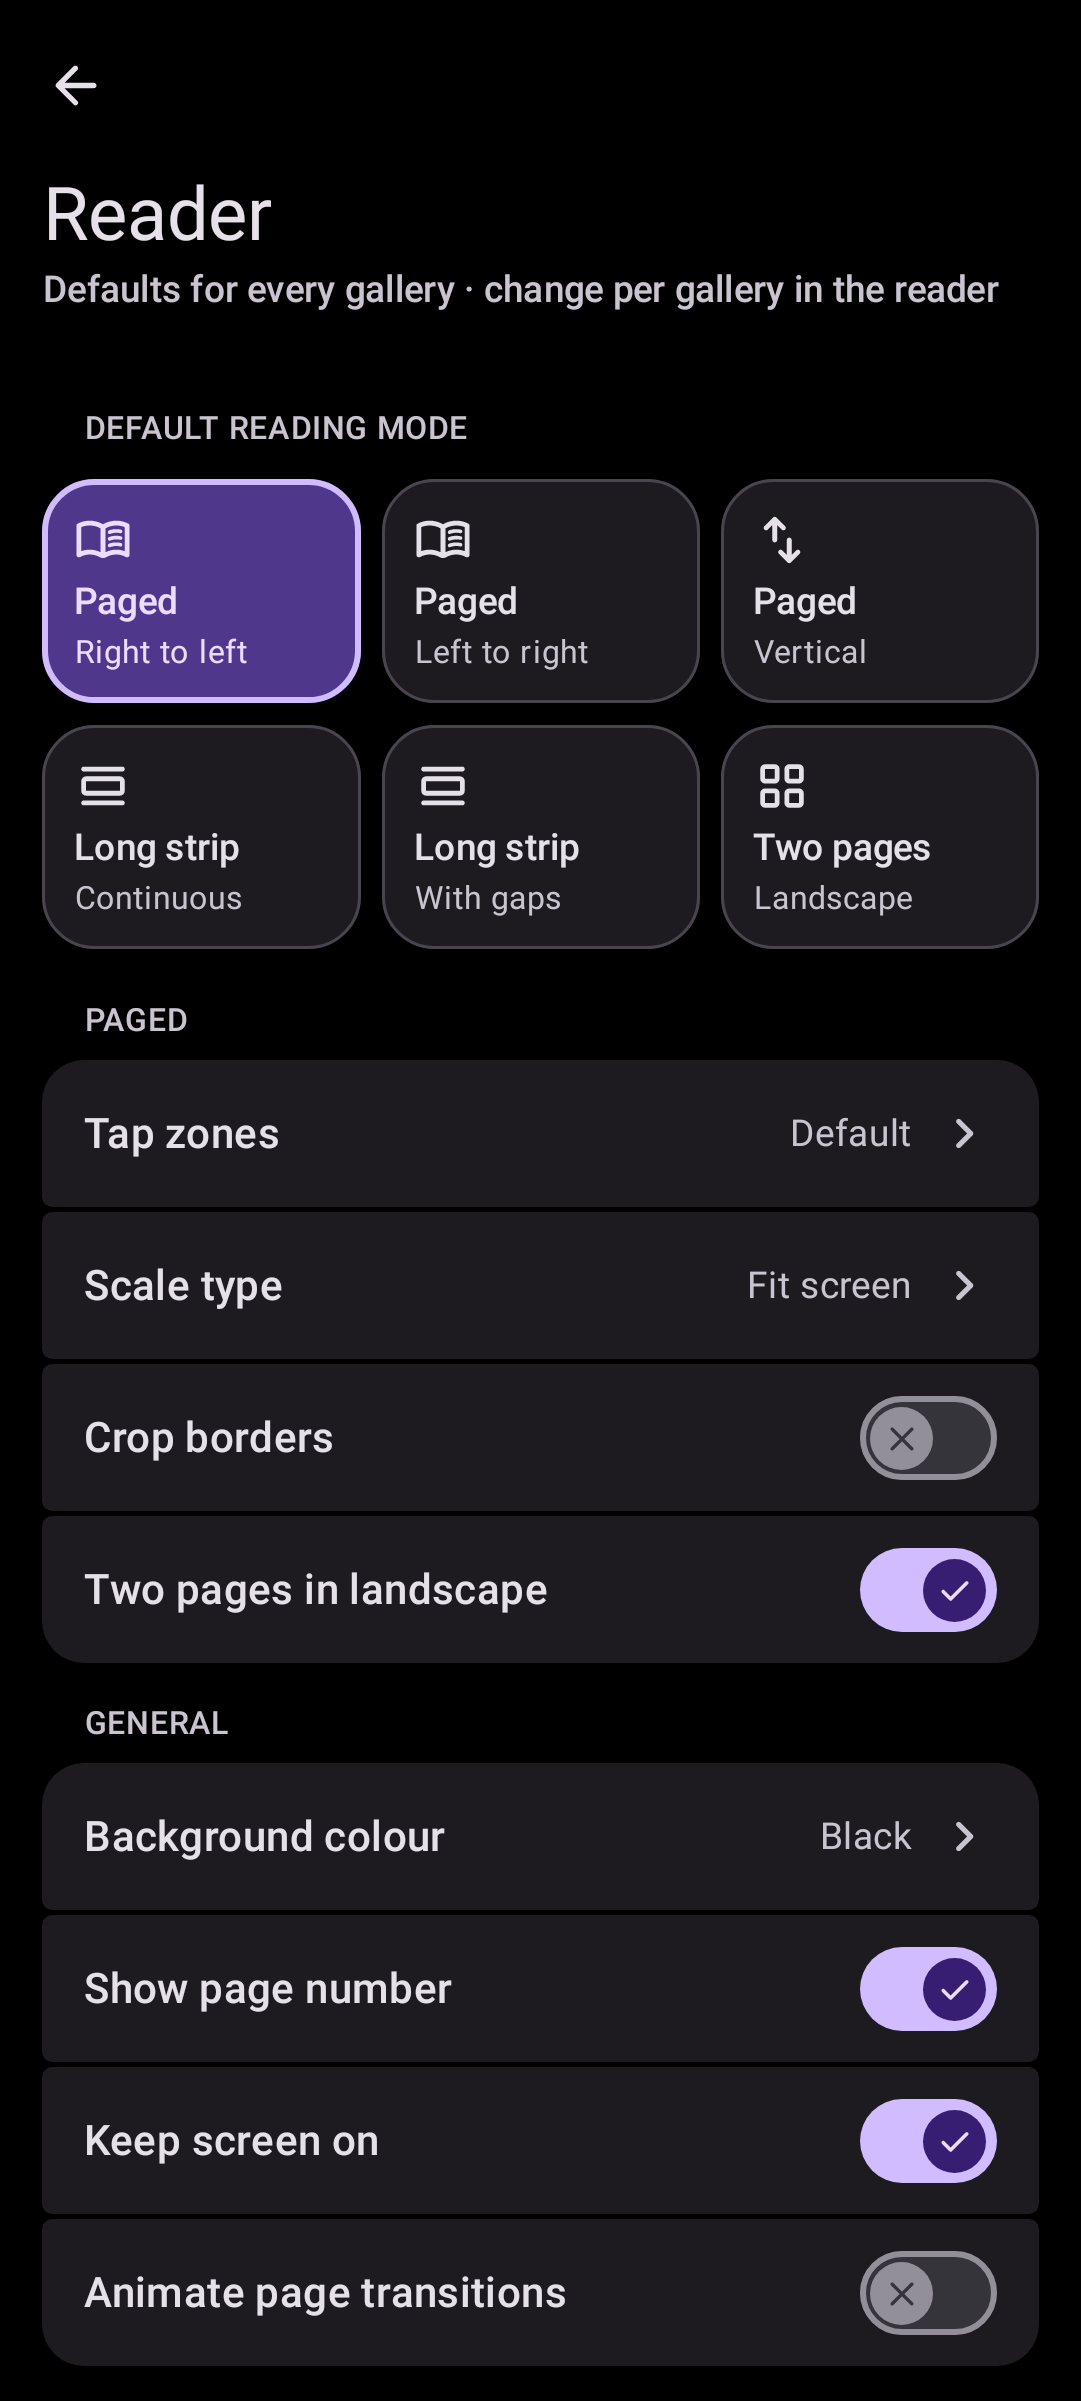 Reader
Defaults for every gallery · change per gallery in the reader
DEFAULT READING MODE
Paged
Right to left
Paged
Left to right
Paged
Vertical
Long strip
Continuous
Long strip
With gaps
Two pages
Landscape
PAGED
Tap zones
Default
Scale type
Fit screen
Crop borders
Two pages in landscape
GENERAL
Background colour
Black
Show page number
Keep screen on
Animate page transitions